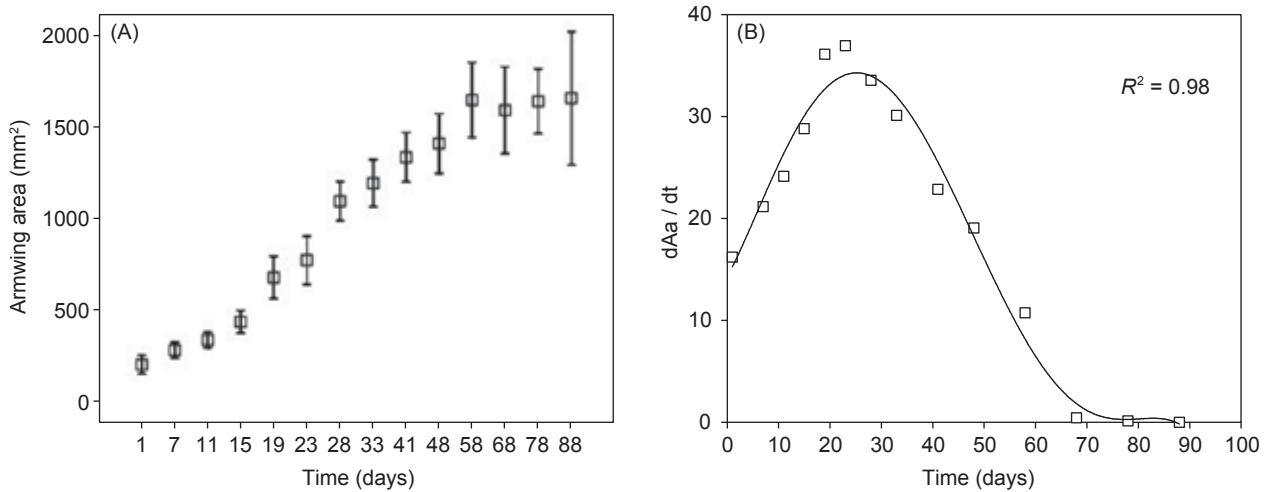 (A)
Armwing area (mm²)
2000
1500
1000
500
0
1 7 11 15 19 23 28 33 41 48 58 68 78 88
Time (days)
(B)
R² = 0.98
dAa / dt
40
30
20
10
0
0 10 20 30 40 50 60 70 80 90 100
Time (days)